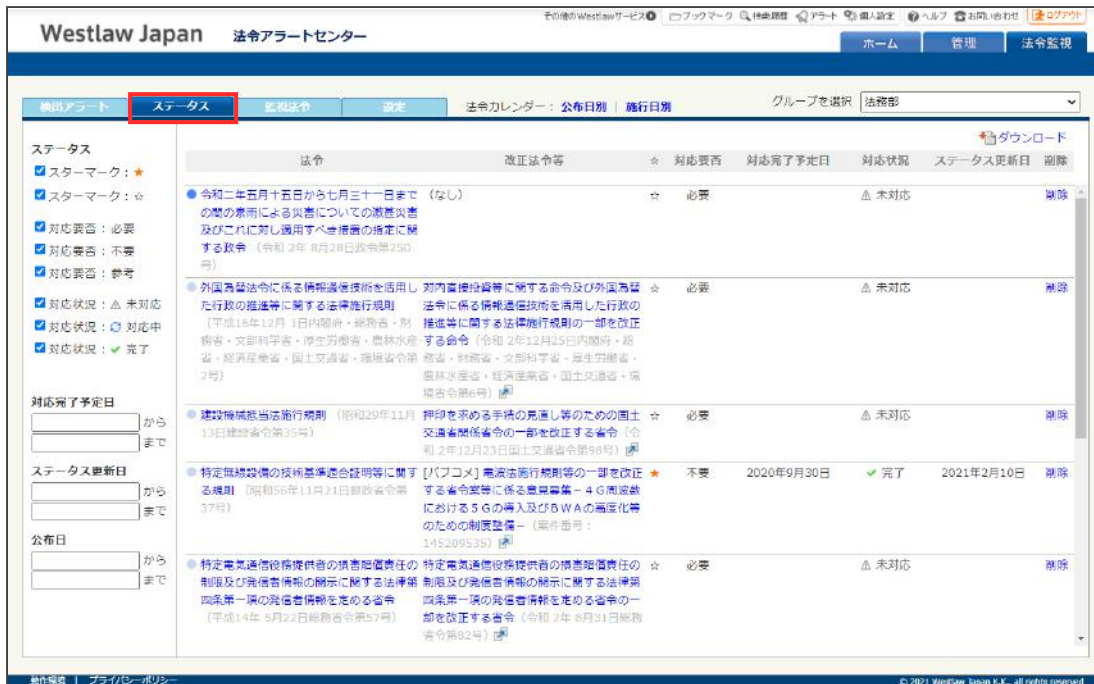 その他のWestlawサービス
ブックマーク 検索履歴 アラート 個人設定 ヘルプ お問い合わせ ログアウト
Westlaw Japan 法令アラートセンター
ホーム 管理 法令監視
検出アラート ステータス 監視法令 設定 法令カレンダー： 公布日別 | 施行日別 グループを選択 法務部
ダウンロード
ステータス
スターマーク：★
スターマーク：☆
対応要否：必要
対応要否：不要
対応要否：参考
対応状況：⚠ 未対応
対応状況： 対応中
対応状況：✔ 完了
対応完了予定日
から
まで
ステータス更新日
から
まで
公布日
から
まで
法令 改正法令等 ☆ 対応要否 対応完了予定日 対応状況 ステータス更新日 削除
令和二年五月十五日から七月三十一日まで （なし） ☆ 必要 ⚠ 未対応 削除
の間の豪雨による災害についての激甚災害
及びこれに対し適用すべき措置の指定に関
する政令 （令和 2年 8月28日政令第250
号）
外国為替法令に係る情報通信技術を活用し 対内直接投資等に関する命令及び外国為替 ☆ 必要 ⚠ 未対応 削除
た行政の推進等に関する法律施行規則 法令に係る情報通信技術を活用した行政の
（平成16年12月 1日内閣府・総務省・財 推進等に関する法律施行規則の一部を改正
務省・文部科学省・厚生労働省・農林水産 する命令（令和 2年12月25日内閣府・総
省・経済産業省・国土交通省・環境省令第 務省・財務省・文部科学省・厚生労働省・
2号） 農林水産省・経済産業省・国土交通省・環
境省令第6号）
建設機械抵当法施行規則 （昭和29年11月 押印を求める手続の見直し等のための国土 ☆ 必要 ⚠ 未対応 削除
13日建設省令第35号） 交通省関係省令の一部を改正する省令（令
和 2年12月23日国土交通省令第98号）
特定無線設備の技術基準適合証明等に関す [パブコメ] 電波法施行規則等の一部を改正 ★ 不要 2020年9月30日 ✔ 完了 2021年2月10日 削除
る規則 （昭和56年11月21日郵政省令第 する省令案等に係る意見募集－４Ｇ周波数
37号） における５Ｇの導入及びＢＷＡの高度化等
のための制度整備－（案件番号：
145209535）
特定電気通信役務提供者の損害賠償責任の 特定電気通信役務提供者の損害賠償責任の ☆ 必要 ⚠ 未対応 削除
制限及び発信者情報の開示に関する法律第 制限及び発信者情報の開示に関する法律第
四条第一項の発信者情報を定める省令 四条第一項の発信者情報を定める省令の一
（平成14年 5月22日総務省令第57号） 部を改正する省令（令和 2年 8月31日総務
省令第82号）
動作環境 | プライバシーポリシー © 2021 Westlaw Japan K.K., all rights reserved